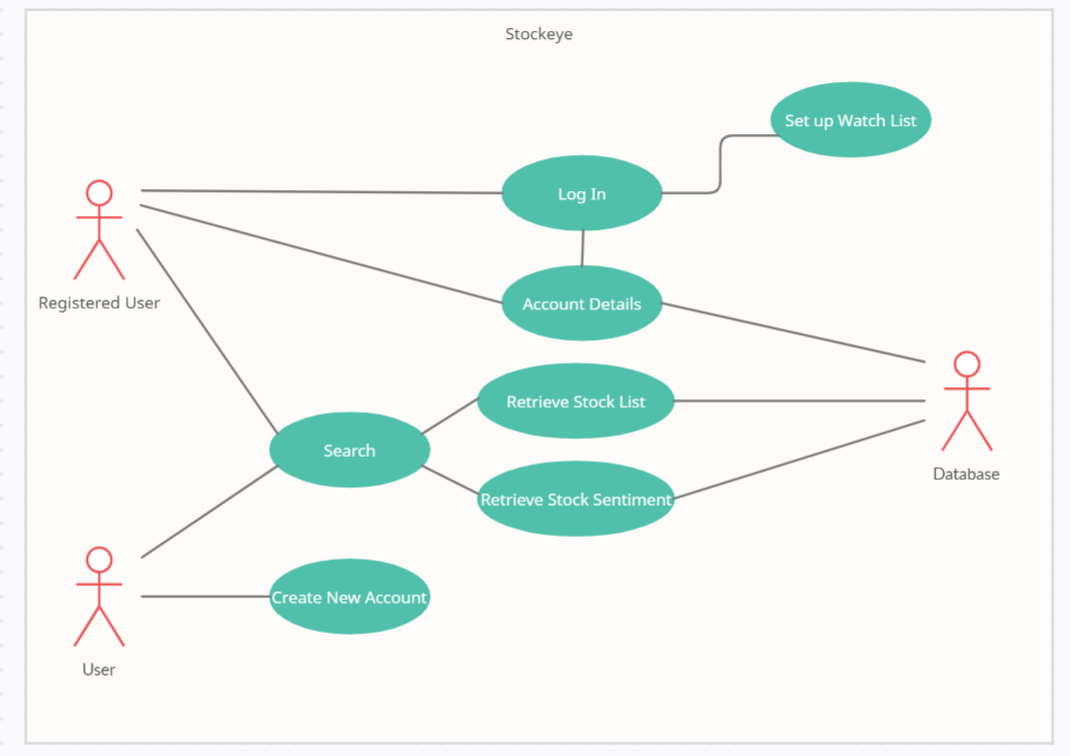 Stockeye
Set up Watch List
Log In
Registered User
Account Details
Retrieve Stock List
Search
Database
Retrieve Stock Sentiment
Create New Account
User